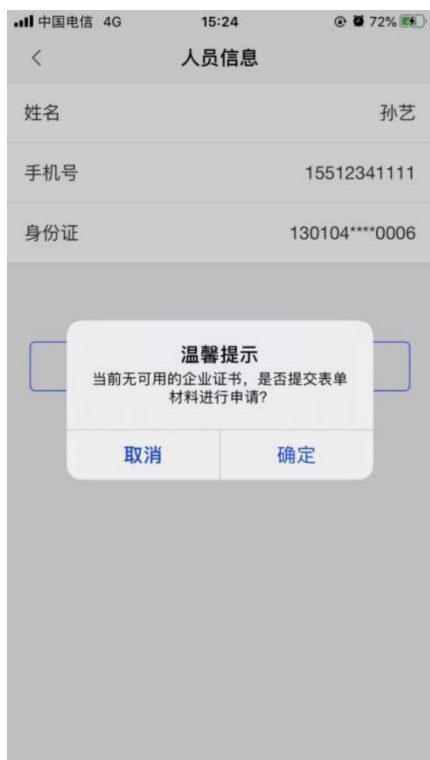 中国电信 4G 15:24 72%
人员信息
姓名 孙艺
手机号 15512341111
身份证 130104****0006
温馨提示
当前无可用的企业证书，是否提交表单
材料进行申请?
取消 确定